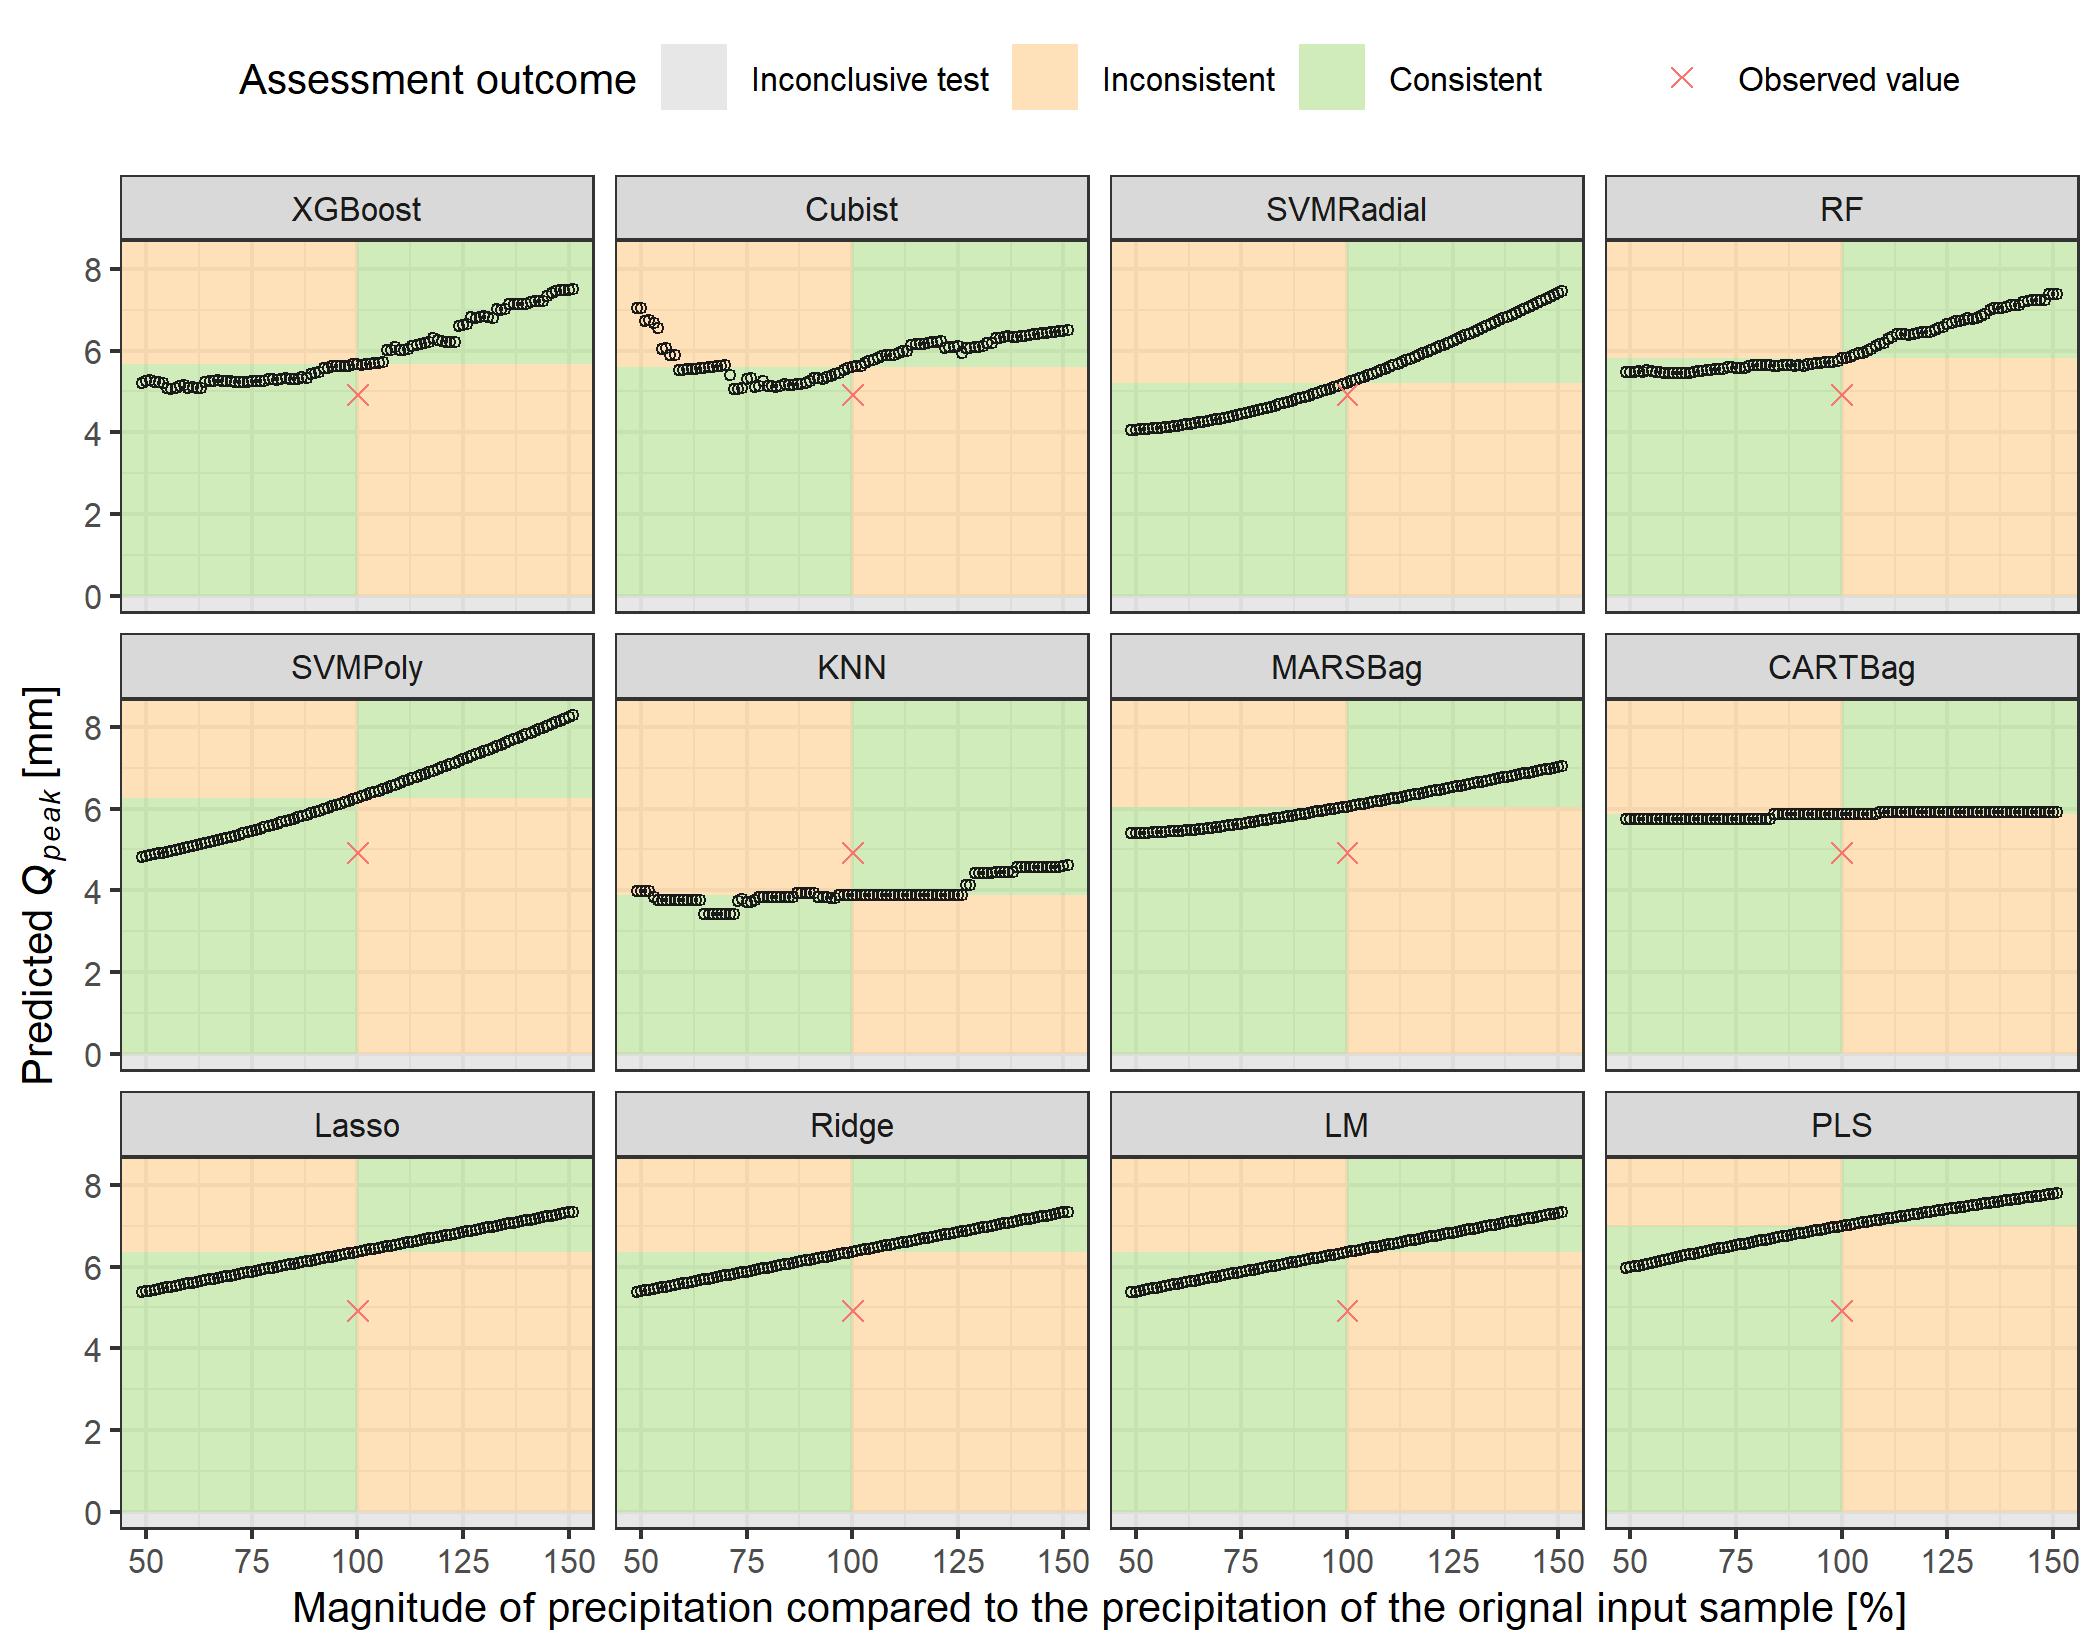 Assessment outcome Inconclusive test Inconsistent Consistent Observed value
XGBoost Cubist SVMRadial RF
8
6
4
2
0
SVMPoly KNN MARSBag CARTBag
8
6
4
2
0
Predicted Qpeak [mm]
Lasso Ridge LM PLS
8
6
4
2
0
50 75 100 125 150 50 75 100 125 150 50 75 100 125 150 50 75 100 125 150
Magnitude of precipitation compared to the precipitation of the orignal input sample [%]